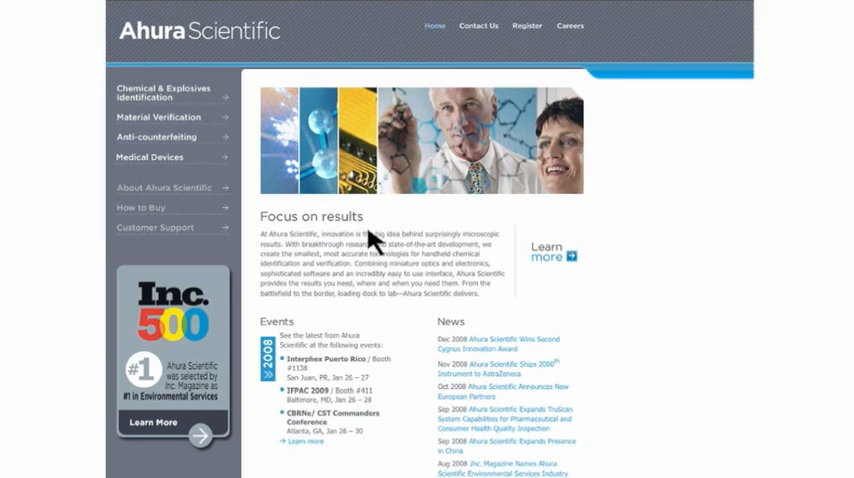 Ahura Scientific
Home Contact Us Register Careers
Chemical & Explosives
Identification
Material Verification
Anti-counterfeiting
Medical Devices
About Ahura Scientific
How to Buy
Customer Support
Inc.
500
#1
Ahura Scientific
was selected by
Inc. Magazine as
#1 in Environmental Services
Learn More
Focus on results
At Ahura Scientific, innovation is the big idea behind surprisingly microscopic
results. With breakthrough research and state-of-the-art development, we
create the smallest, most accurate technologies for handheld chemical
identification and verification. Combining miniature optics and electronics,
sophisticated software and an incredibly easy to use interface, Ahura Scientific
provides the results you need, where and when you need them. From the
battlefield to the border, loading dock to lab—Ahura Scientific delivers.
Learn
more
Events
2008
See the latest from Ahura
Scientific at the following events:
Interphex Puerto Rico / Booth
#1138
San Juan, PR, Jan 26 – 27
IFPAC 2009 / Booth #411
Baltimore, MD, Jan 26 – 28
CBRNe/ CST Commanders
Conference
Atlanta, GA, Jan 26 – 30
Learn more
News
Dec 2008 Ahura Scientific Wins Second
Cygnus Innovation Award
Nov 2008 Ahura Scientific Ships 2000th
Instrument to AstraZeneca
Oct 2008 Ahura Scientific Announces New
European Partners
Sep 2008 Ahura Scientific Expands TruScan
System Capabilities for Pharmaceutical and
Consumer Health Quality Inspection
Sep 2008 Ahura Scientific Expands Presence
in China
Aug 2008 Inc. Magazine Names Ahura
Scientific Environmental Services Industry